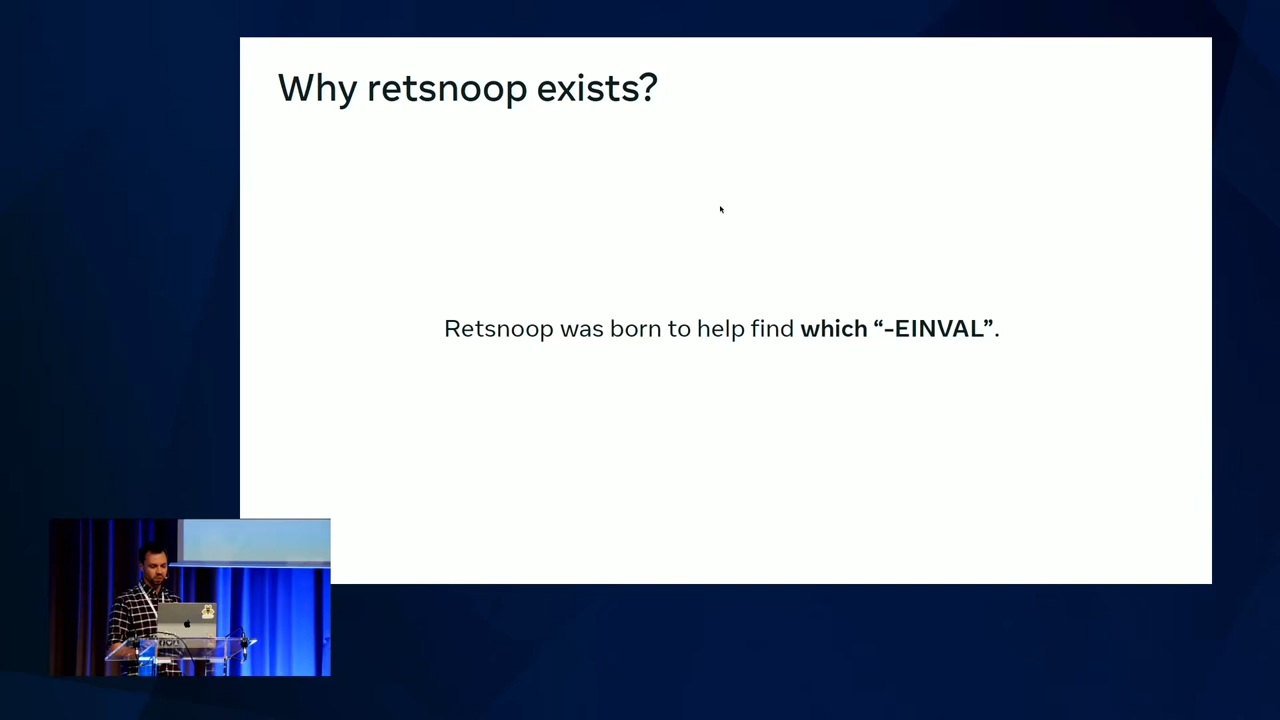 Why retsnoop exists?
Retsnoop was born to help find which “-EINVAL”.